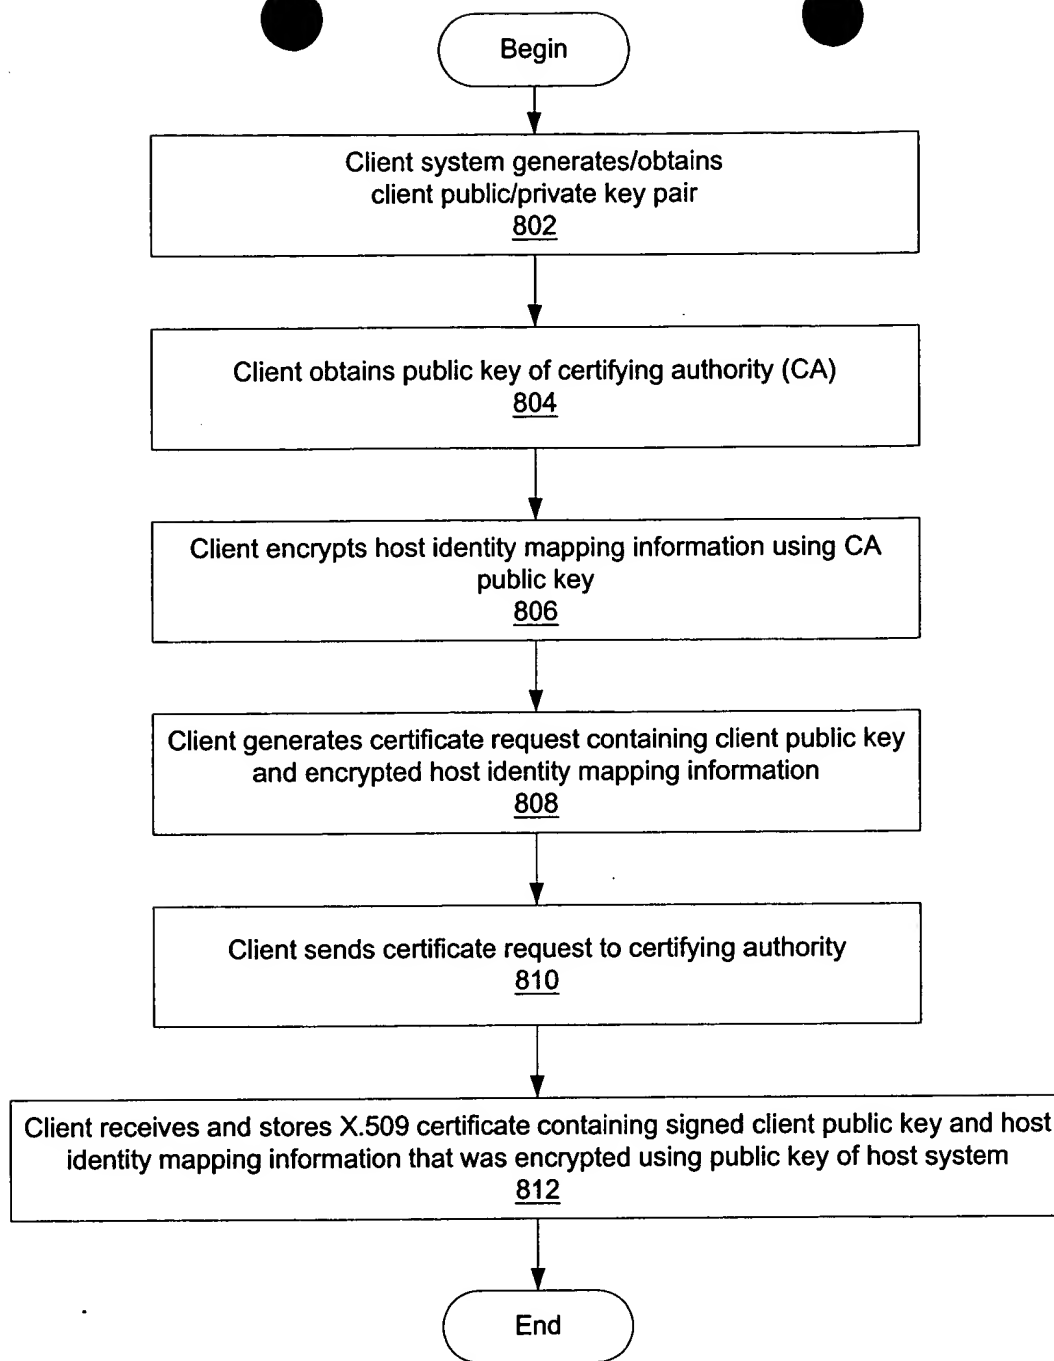 Begin
Client system generates/obtains
client public/private key pair
802
Client obtains public key of certifying authority (CA)
804
Client encrypts host identity mapping information using CA
public key
806
Client generates certificate request containing client public key
and encrypted host identity mapping information
808
Client sends certificate request to certifying authority
810
Client receives and stores X.509 certificate containing signed client public key and host
identity mapping information that was encrypted using public key of host system
812
End